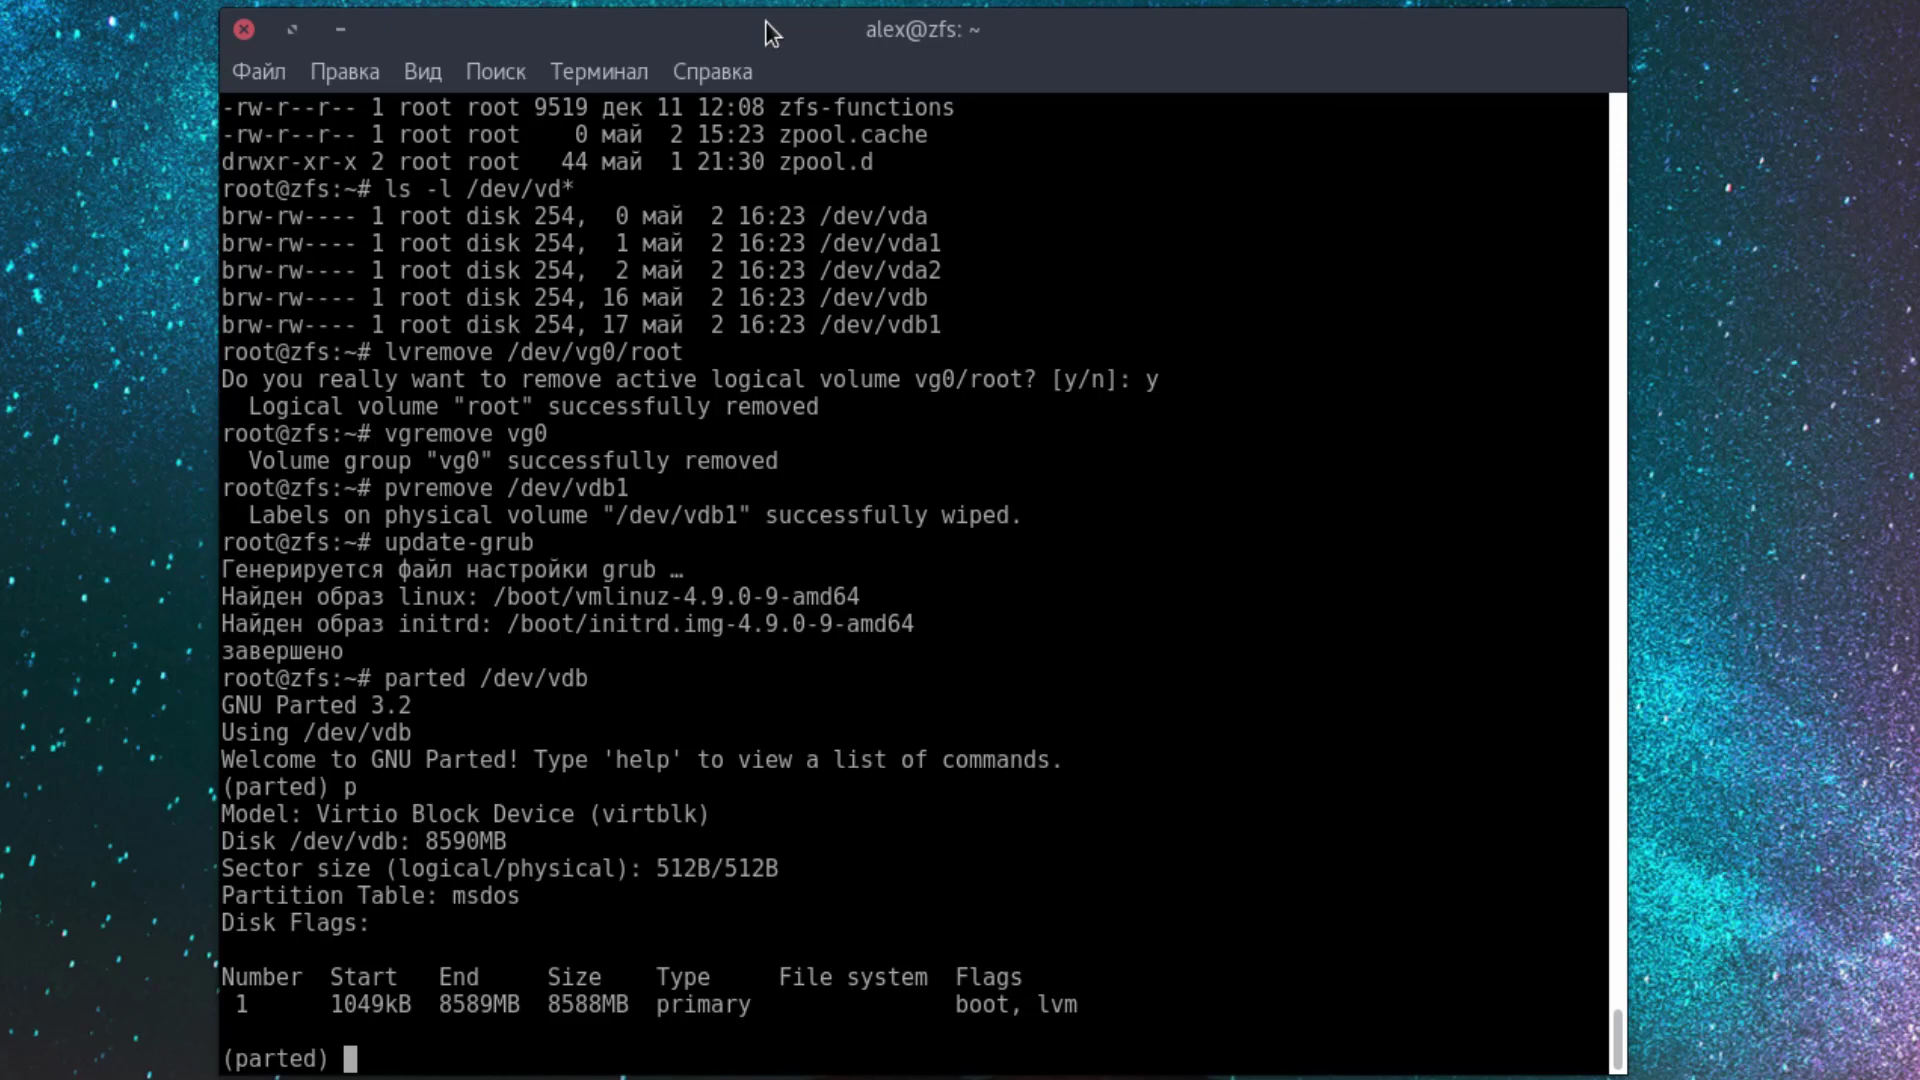 alex@zfs: ~
Файл Правка Вид Поиск Терминал Справка
-rw-r--r-- 1 root root 9519 дек 11 12:08 zfs-functions
-rw-r--r-- 1 root root    0 май  2 15:23 zpool.cache
drwxr-xr-x 2 root root   44 май  1 21:30 zpool.d
root@zfs:~# ls -l /dev/vd*
brw-rw---- 1 root disk 254,  0 май  2 16:23 /dev/vda
brw-rw---- 1 root disk 254,  1 май  2 16:23 /dev/vda1
brw-rw---- 1 root disk 254,  2 май  2 16:23 /dev/vda2
brw-rw---- 1 root disk 254, 16 май  2 16:23 /dev/vdb
brw-rw---- 1 root disk 254, 17 май  2 16:23 /dev/vdb1
root@zfs:~# lvremove /dev/vg0/root
Do you really want to remove active logical volume vg0/root? [y/n]: y
  Logical volume "root" successfully removed
root@zfs:~# vgremove vg0
  Volume group "vg0" successfully removed
root@zfs:~# pvremove /dev/vdb1
  Labels on physical volume "/dev/vdb1" successfully wiped.
root@zfs:~# update-grub
Генерируется файл настройки grub …
Найден образ linux: /boot/vmlinuz-4.9.0-9-amd64
Найден образ initrd: /boot/initrd.img-4.9.0-9-amd64
завершено
root@zfs:~# parted /dev/vdb
GNU Parted 3.2
Using /dev/vdb
Welcome to GNU Parted! Type 'help' to view a list of commands.
(parted) p
Model: Virtio Block Device (virtblk)
Disk /dev/vdb: 8590MB
Sector size (logical/physical): 512B/512B
Partition Table: msdos
Disk Flags:
Number  Start   End     Size    Type     File system  Flags
 1      1049kB  8589MB  8588MB  primary               boot, lvm
(parted)